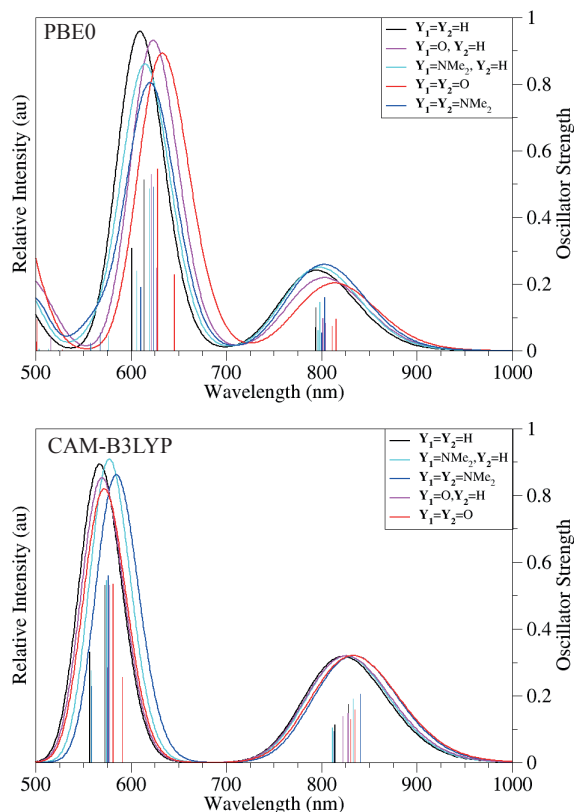 PBE0
Y1=Y2=H
Y1=O, Y2=H
Y1=NMe2, Y2=H
Y1=Y2=O
Y1=Y2=NMe2
Relative Intensity (au)
Oscillator Strength
1
0.8
0.6
0.4
0.2
0
500 600 700 800 900 1000
Wavelength (nm)
CAM-B3LYP
Y1=Y2=H
Y1=NMe2,Y2=H
Y1=Y2=NMe2
Y1=O,Y2=H
Y1=Y2=O
Relative Intensity (au)
Oscillator Strength
1
0.8
0.6
0.4
0.2
0
500 600 700 800 900 1000
Wavelength (nm)